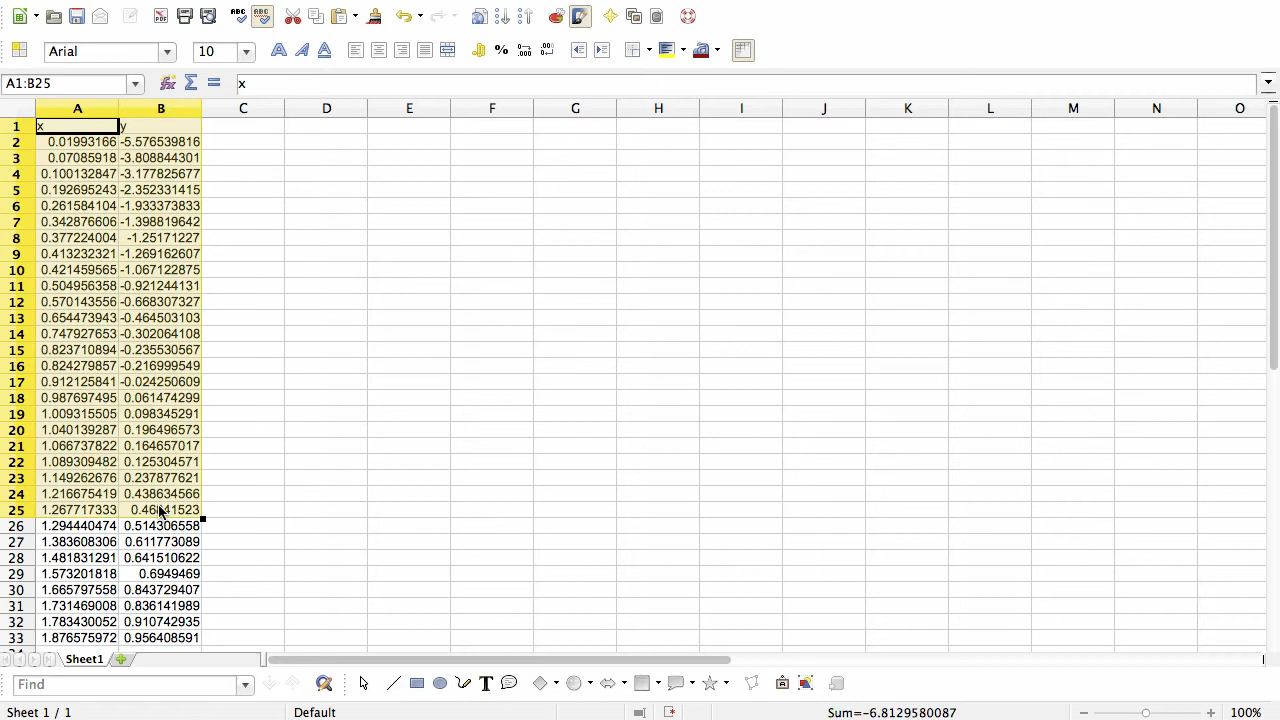 Arial 10
A1:B25 x
A B C D E F G H I J K L M N O
1 x y
2 0.01993166 -5.576539816
3 0.07085918 -3.808844301
4 0.100132847 -3.177825677
5 0.192695243 -2.352331415
6 0.261584104 -1.933373833
7 0.342876606 -1.398819642
8 0.377224004 -1.25171227
9 0.413232321 -1.269162607
10 0.421459565 -1.067122875
11 0.504956358 -0.921244131
12 0.570143556 -0.668307327
13 0.654473943 -0.464503103
14 0.747927653 -0.302064108
15 0.823710894 -0.235530567
16 0.824279857 -0.216999549
17 0.912125841 -0.024250609
18 0.987697495 0.061474299
19 1.009315505 0.098345291
20 1.040139287 0.196496573
21 1.066737822 0.164657017
22 1.089309482 0.125304571
23 1.149262676 0.237877621
24 1.216675419 0.438634566
25 1.267717333
26 1.294440474 0.514306558
27 1.383608306 0.611773089
28 1.481831291 0.641510622
29 1.573201818 0.6949469
30 1.665797558 0.843729407
31 1.731469008 0.836141989
32 1.783430052 0.910742935
33 1.876575972 0.956408591
Sheet1
Find
Sheet 1 / 1 Default Sum=-6.8129580087 100%